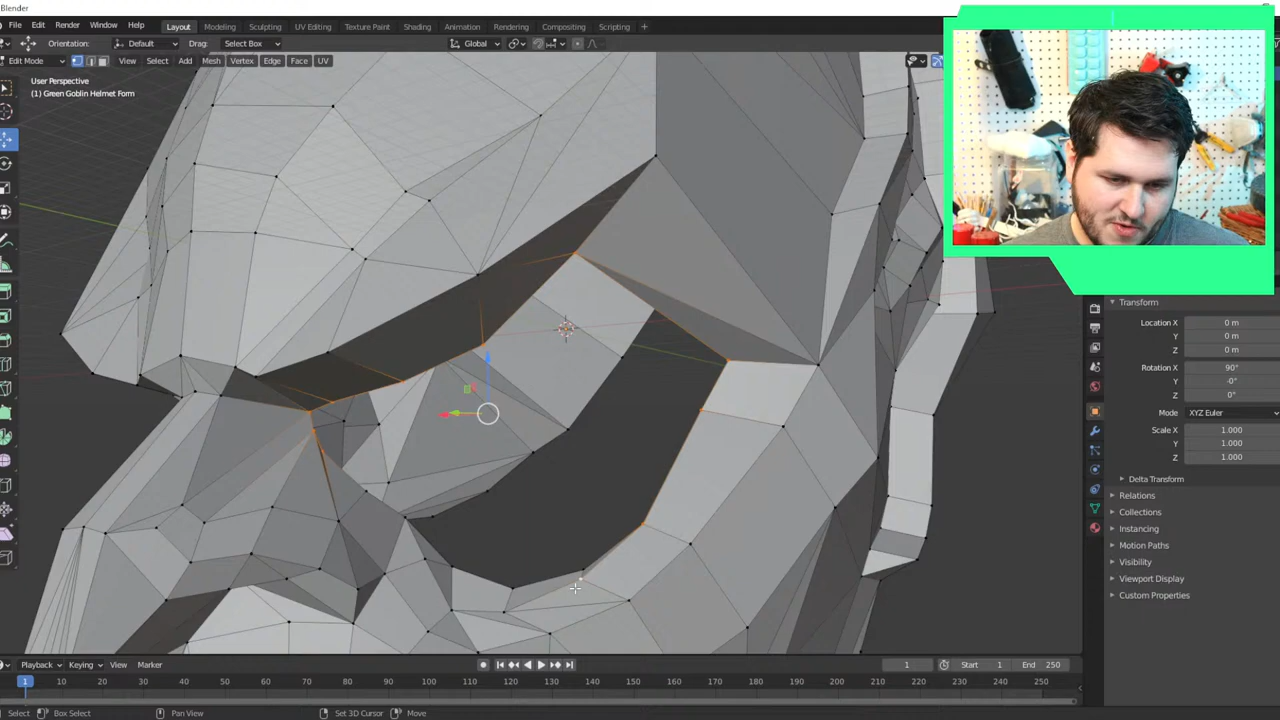 Blender
File Edit Render Window Help
Layout Modeling Sculpting UV Editing Texture Paint Shading Animation Rendering Compositing Scripting +
Orientation: Default Drag: Select Box Global
Edit Mode View Select Add Mesh Vertex Edge Face UV
User Perspective
(1) Green Goblin Helmet Form
Transform
Location X 0 m
Y 0 m
Z 0 m
Rotation X 90°
Y -0°
Z 0°
Mode XYZ Euler
Scale X 1.000
Y 1.000
Z 1.000
Delta Transform
Relations
Collections
Instancing
Motion Paths
Visibility
Viewport Display
Custom Properties
Playback Keying View Marker 1 Start 1 End 250
1 10 20 30 40 50 60 70 80 90 100 110 120 130 140 150 160 170 180 190 200 210 220 230 240 250
Select Box Select Pan View Set 3D Cursor Move